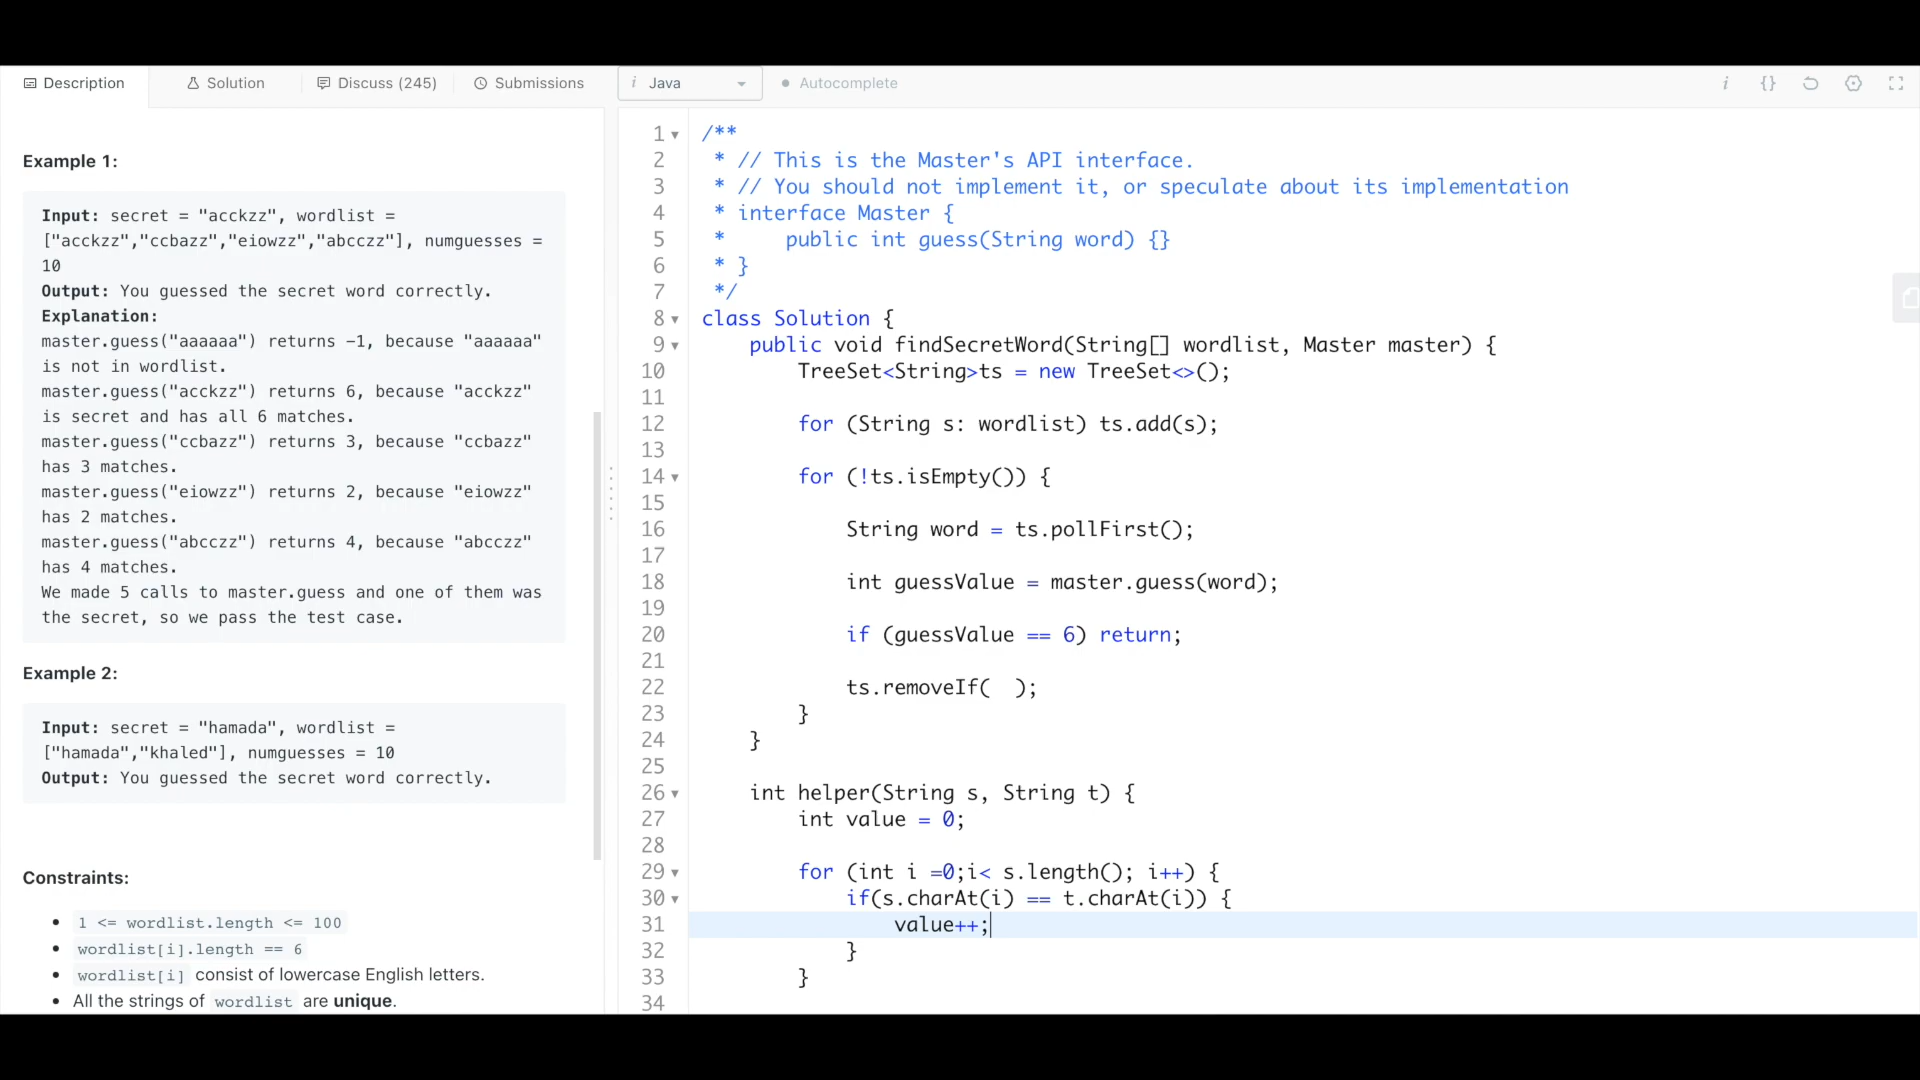 Description
Solution
Discuss (245)
Submissions
i Java
Autocomplete
i {}
Example 1:
Input: secret = "acckzz", wordlist =
["acckzz","ccbazz","eiowzz","abcczz"], numguesses =
10
Output: You guessed the secret word correctly.
Explanation:
master.guess("aaaaaa") returns -1, because "aaaaaa"
is not in wordlist.
master.guess("acckzz") returns 6, because "acckzz"
is secret and has all 6 matches.
master.guess("ccbazz") returns 3, because "ccbazz"
has 3 matches.
master.guess("eiowzz") returns 2, because "eiowzz"
has 2 matches.
master.guess("abcczz") returns 4, because "abcczz"
has 4 matches.
We made 5 calls to master.guess and one of them was
the secret, so we pass the test case.
Example 2:
Input: secret = "hamada", wordlist =
["hamada","khaled"], numguesses = 10
Output: You guessed the secret word correctly.
Constraints:
• 1 <= wordlist.length <= 100
• wordlist[i].length == 6
• wordlist[i] consist of lowercase English letters.
• All the strings of wordlist are unique.
1 /**
2 * // This is the Master's API interface.
3 * // You should not implement it, or speculate about its implementation
4 * interface Master {
5 *     public int guess(String word) {}
6 * }
7 */
8 class Solution {
9     public void findSecretWord(String[] wordlist, Master master) {
10         TreeSet<String>ts = new TreeSet<>();
11
12         for (String s: wordlist) ts.add(s);
13
14         for (!ts.isEmpty()) {
15
16             String word = ts.pollFirst();
17
18             int guessValue = master.guess(word);
19
20             if (guessValue == 6) return;
21
22             ts.removeIf(  );
23         }
24     }
25
26     int helper(String s, String t) {
27         int value = 0;
28
29         for (int i =0;i< s.length(); i++) {
30             if(s.charAt(i) == t.charAt(i)) {
31                 value++;
32             }
33         }
34